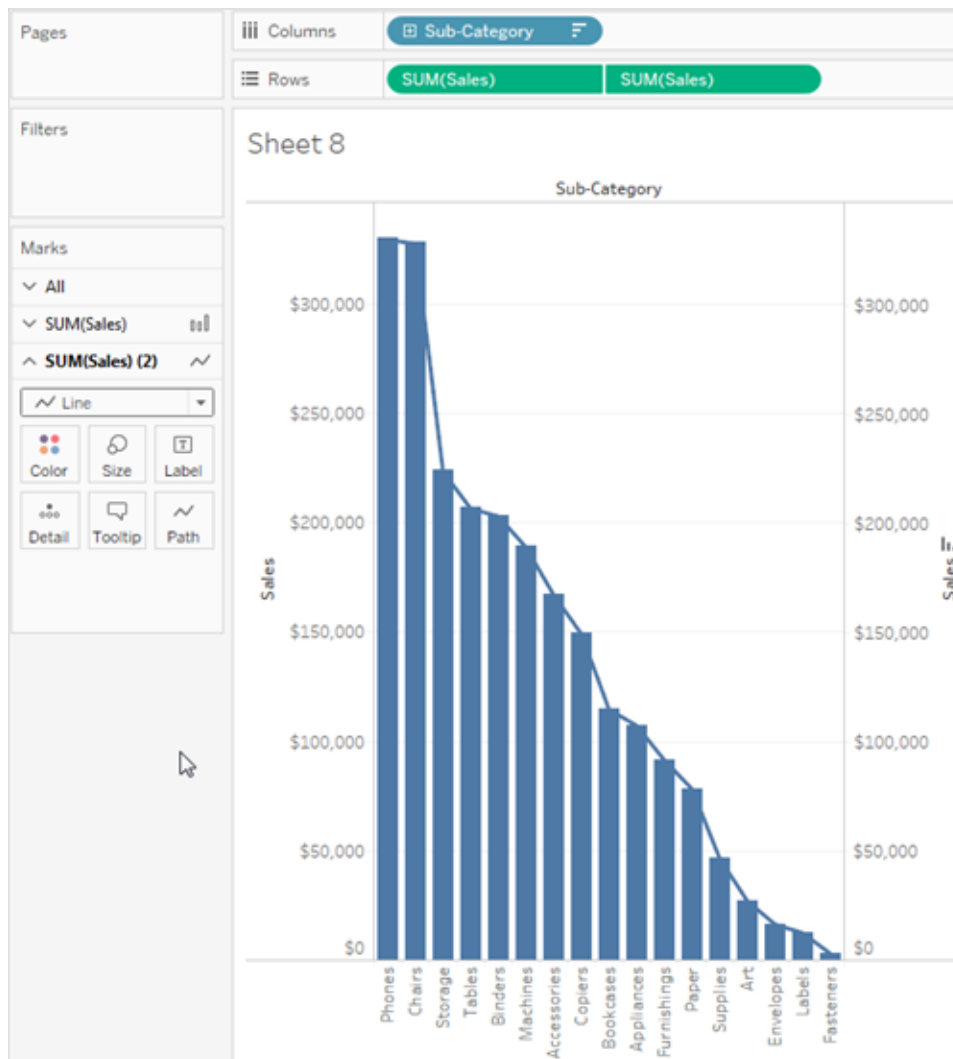 Pages
Columns
Sub-Category
Rows
SUM(Sales)
SUM(Sales)
Filters
Sheet 8
Sub-Category
Marks
All
SUM(Sales)
SUM(Sales) (2)
Line
Color
Size
Label
Detail
Tooltip
Path
Sales
$300,000
$250,000
$200,000
$150,000
$100,000
$50,000
$0
$300,000
$250,000
$200,000
$150,000
$100,000
$50,000
$0
Sales
Phones
Chairs
Storage
Tables
Binders
Machines
Accessories
Copiers
Bookcases
Appliances
Furnishings
Paper
Supplies
Art
Envelopes
Labels
Fasteners